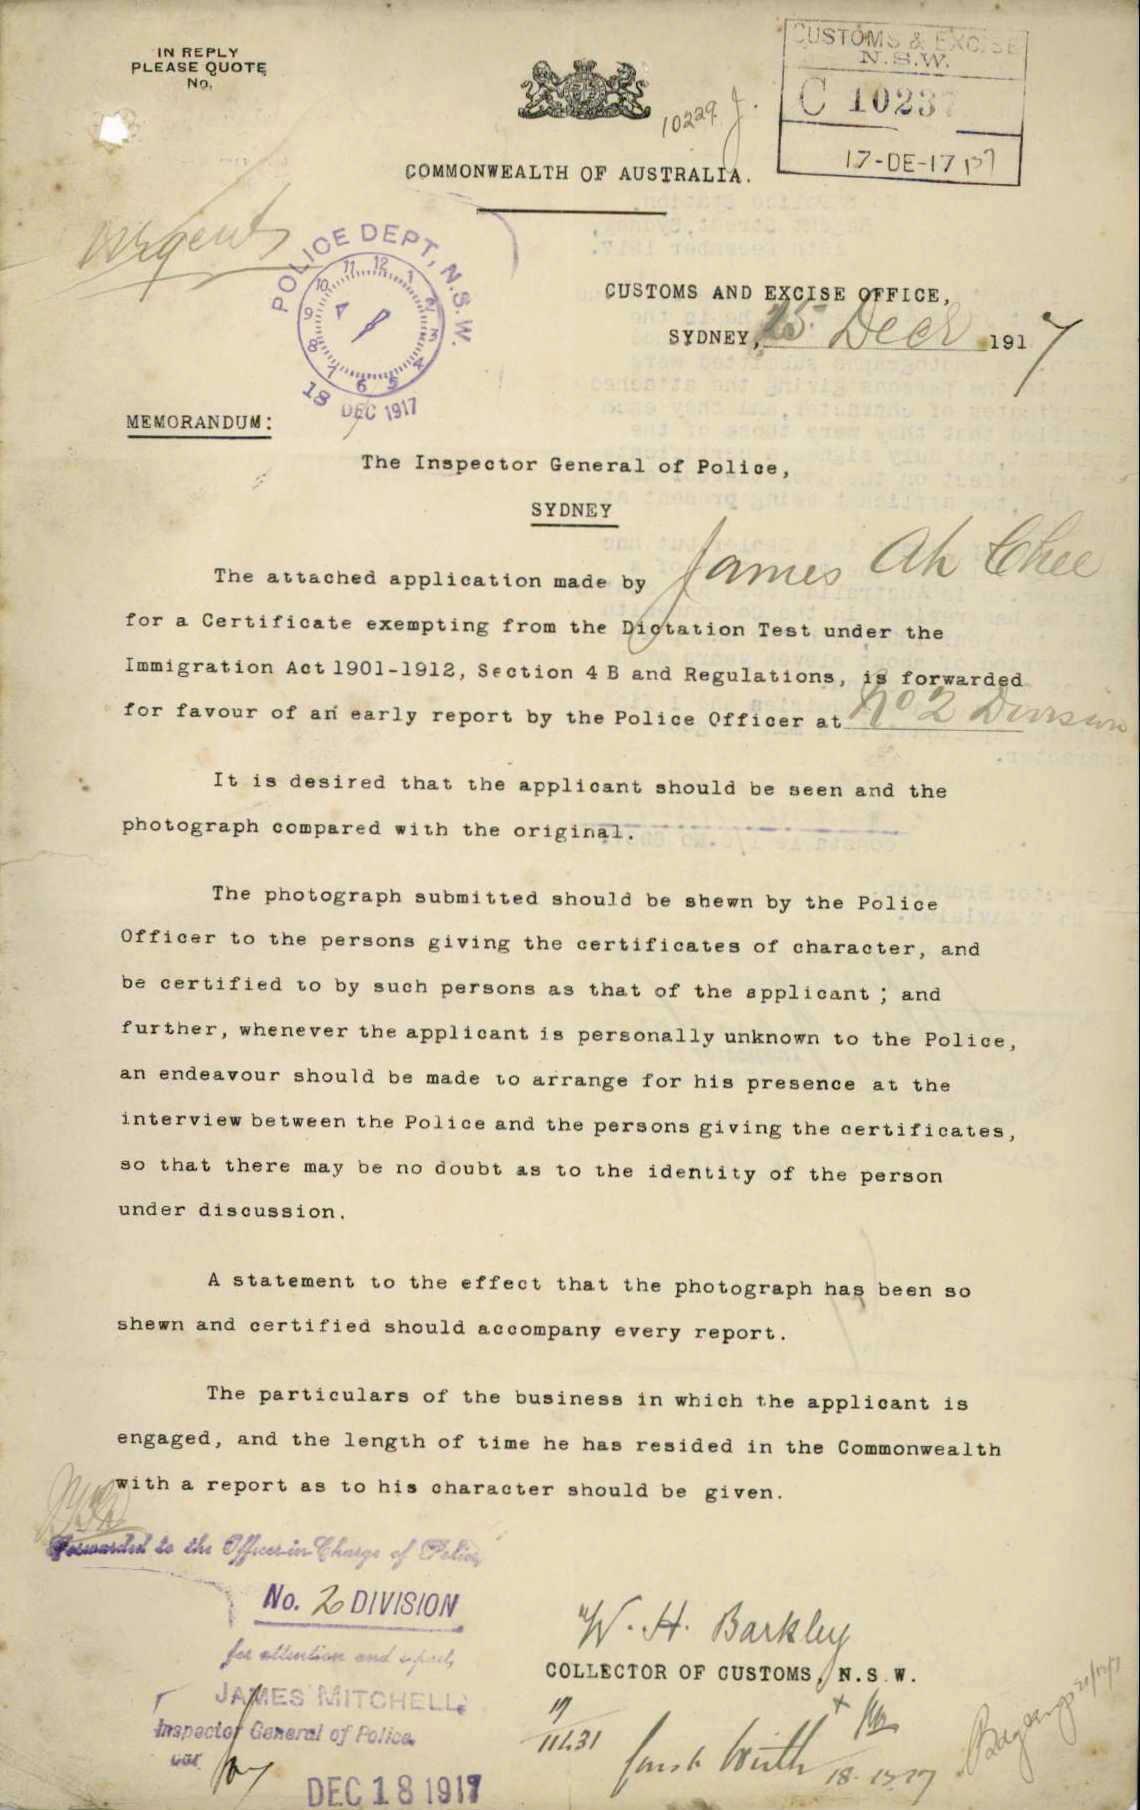 IN REPLY
PLEASE QUOTE
No.
CUSTOMS & EXCISE
N.S.W.
C 10237
17-DE-17
10229
COMMONWEALTH OF AUSTRALIA.
Urgent
POLICE DEPT, N.S.W.
18 DEC 1917
CUSTOMS AND EXCISE OFFICE,
SYDNEY, Decr 1917
MEMORANDUM:
The Inspector General of Police,
SYDNEY
The attached application made by James Ah Chee
for a Certificate exempting from the Dictation Test under the
Immigration Act 1901-1912, Section 4 B and Regulations, is forwarded
for favour of an early report by the Police Officer at No 2 Division
It is desired that the applicant should be seen and the
photograph compared with the original.
The photograph submitted should be shewn by the Police
Officer to the persons giving the certificates of character, and
be certified to by such persons as that of the applicant; and
further, whenever the applicant is personally unknown to the Police,
an endeavour should be made to arrange for his presence at the
interview between the Police and the persons giving the certificates,
so that there may be no doubt as to the identity of the person
under discussion.
A statement to the effect that the photograph has been so
shewn and certified should accompany every report.
The particulars of the business in which the applicant is
engaged, and the length of time he has resided in the Commonwealth
with a report as to his character should be given.
Forwarded to the Officer-in-Charge of Police
No. 2 DIVISION
for attention and report,
JAMES MITCHELL,
Inspector General of Police.
DEC 18 1917
W. H. Barkley
COLLECTOR OF CUSTOMS, N.S.W.